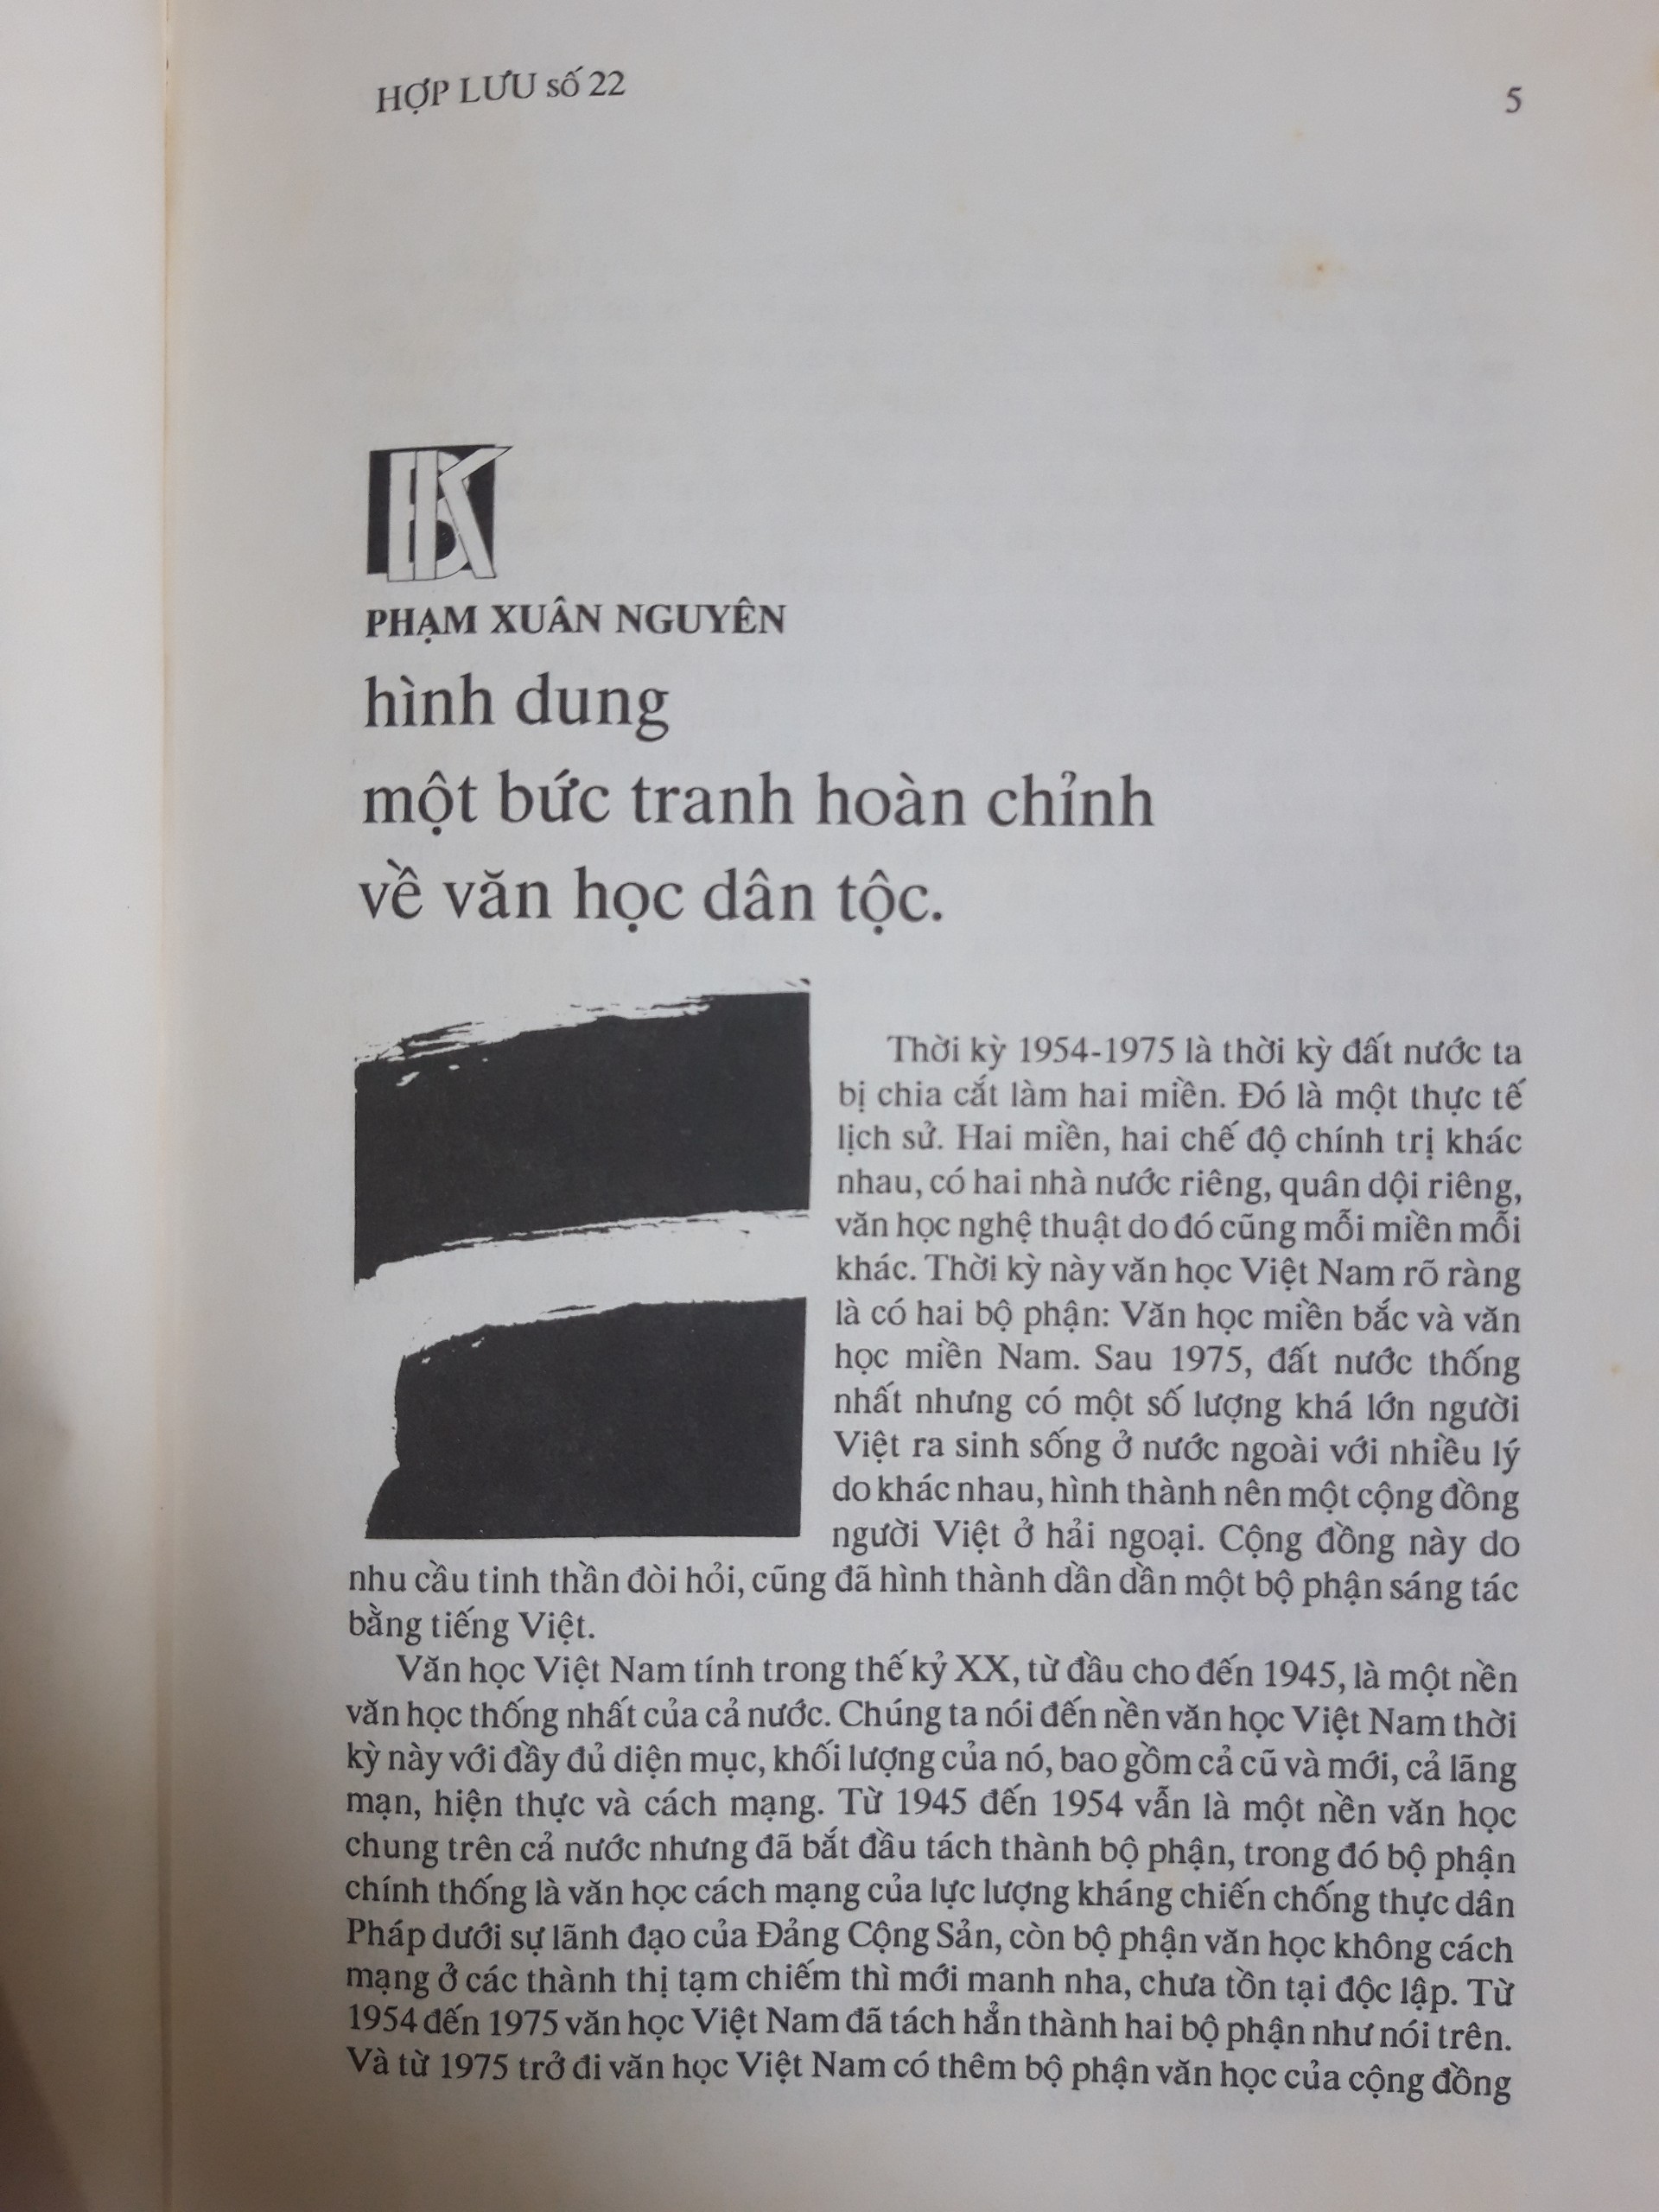 HỢP LƯU số 22
5
BK
PHẠM XUÂN NGUYÊN
hình dung
một bức tranh hoàn chỉnh
về văn học dân tộc.
Thời kỳ 1954-1975 là thời kỳ đất nước ta
bị chia cắt làm hai miền. Đó là một thực tế
lịch sử. Hai miền, hai chế độ chính trị khác
nhau, có hai nhà nước riêng, quân dội riêng,
văn học nghệ thuật do đó cũng mỗi miền mỗi
khác. Thời kỳ này văn học Việt Nam rõ ràng
là có hai bộ phận: Văn học miền bắc và văn
học miền Nam. Sau 1975, đất nước thống
nhất nhưng có một số lượng khá lớn người
Việt ra sinh sống ở nước ngoài với nhiều lý
do khác nhau, hình thành nên một cộng đồng
người Việt ở hải ngoại. Cộng đồng này do
nhu cầu tinh thần đòi hỏi, cũng đã hình thành dần dần một bộ phận sáng tác
bằng tiếng Việt.
Văn học Việt Nam tính trong thế kỷ XX, từ đầu cho đến 1945, là một nền
văn học thống nhất của cả nước. Chúng ta nói đến nền văn học Việt Nam thời
kỳ này với đầy đủ diện mục, khối lượng của nó, bao gồm cả cũ và mới, cả lãng
mạn, hiện thực và cách mạng. Từ 1945 đến 1954 vẫn là một nền văn học
chung trên cả nước nhưng đã bắt đầu tách thành bộ phận, trong đó bộ phận
chính thống là văn học cách mạng của lực lượng kháng chiến chống thực dân
Pháp dưới sự lãnh đạo của Đảng Cộng Sản, còn bộ phận văn học không cách
mạng ở các thành thị tạm chiếm thì mới manh nha, chưa tồn tại độc lập. Từ
1954 đến 1975 văn học Việt Nam đã tách hẳn thành hai bộ phận như nói trên.
Và từ 1975 trở đi văn học Việt Nam có thêm bộ phận văn học của cộng đồng